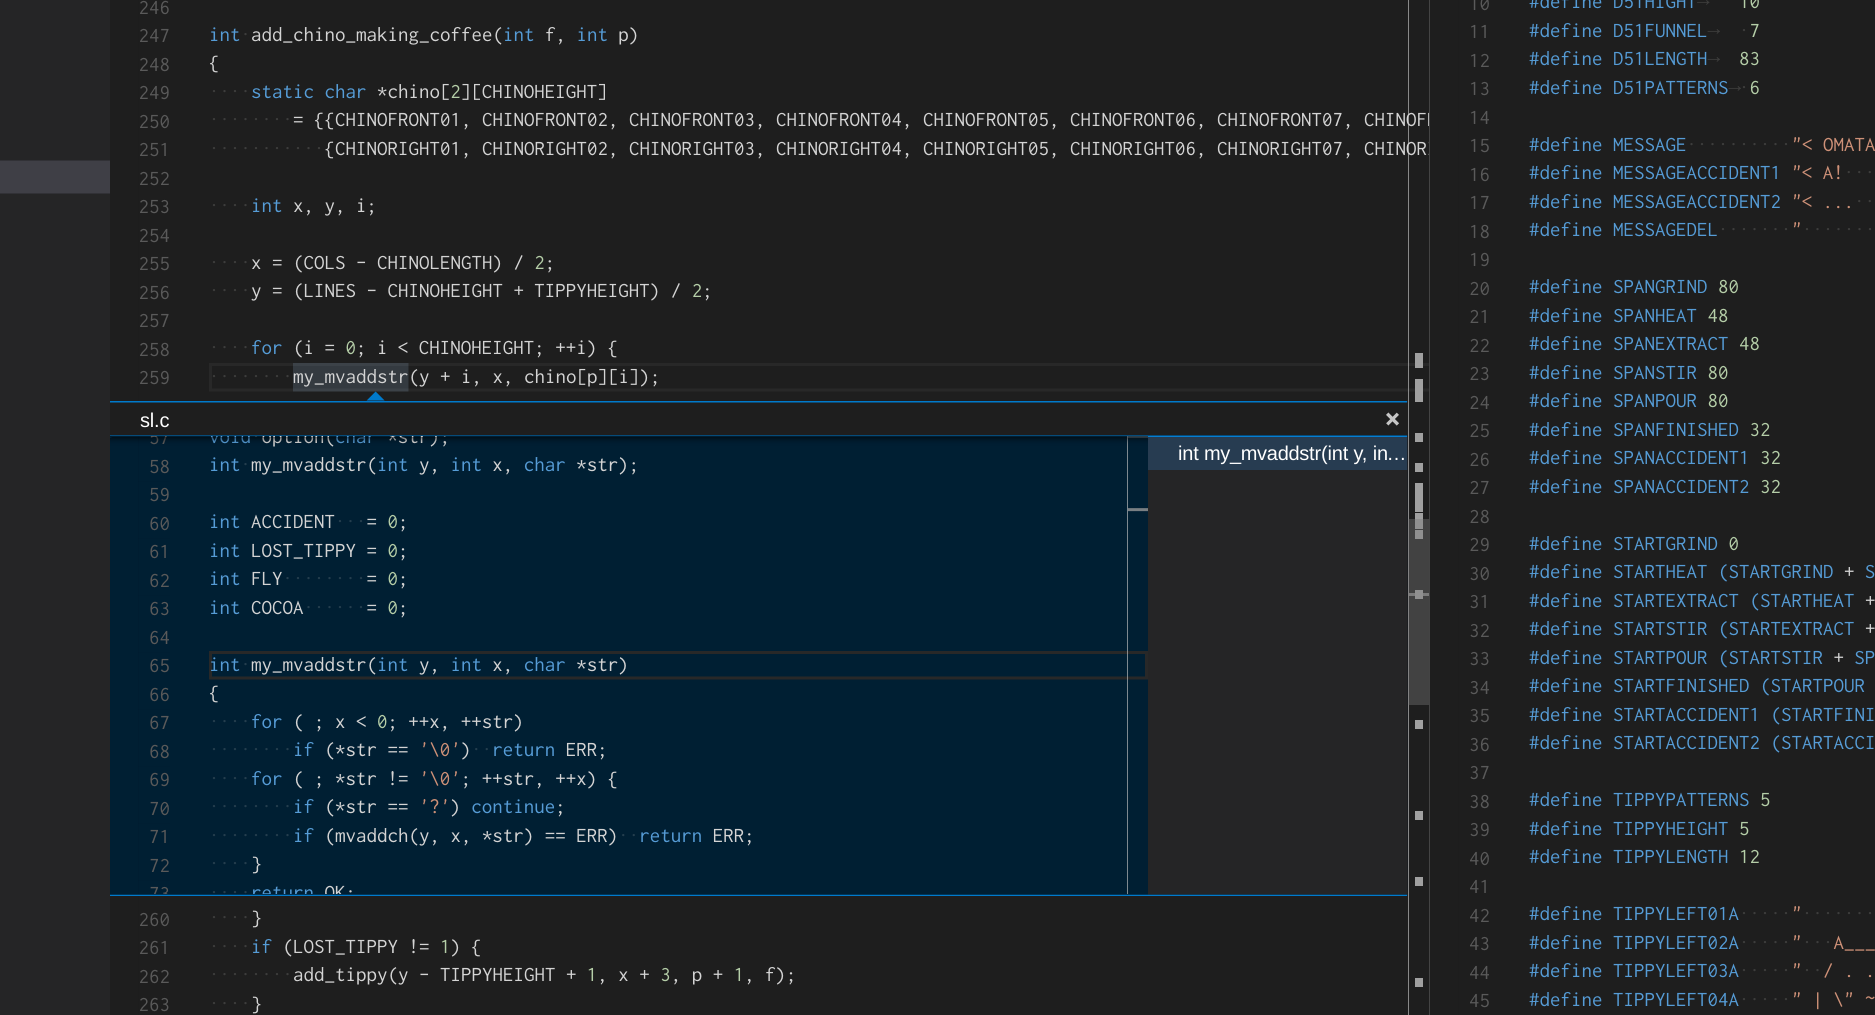 246
247 int add_chino_making_coffee(int f, int p)
248 {
249 static char *chino[2][CHINOHEIGHT]
250 = {{CHINOFRONT01, CHINOFRONT02, CHINOFRONT03, CHINOFRONT04, CHINOFRONT05, CHINOFRONT06, CHINOFRONT07, CHINOF
251 {CHINORIGHT01, CHINORIGHT02, CHINORIGHT03, CHINORIGHT04, CHINORIGHT05, CHINORIGHT06, CHINORIGHT07, CHINOR
252
253 int x, y, i;
254
255 x = (COLS - CHINOLENGTH) / 2;
256 y = (LINES - CHINOHEIGHT + TIPPYHEIGHT) / 2;
257
258 for (i = 0; i < CHINOHEIGHT; ++i) {
259 my_mvaddstr(y + i, x, chino[p][i]);
sl.c
57 void option(char *str);
58 int my_mvaddstr(int y, int x, char *str);
59
60 int ACCIDENT = 0;
61 int LOST_TIPPY = 0;
62 int FLY = 0;
63 int COCOA = 0;
64
65 int my_mvaddstr(int y, int x, char *str)
66 {
67 for ( ; x < 0; ++x, ++str)
68 if (*str == '\0') return ERR;
69 for ( ; *str != '\0'; ++str, ++x) {
70 if (*str == '?') continue;
71 if (mvaddch(y, x, *str) == ERR) return ERR;
72 }
73 return OK;
int my_mvaddstr(int y, in...
260 }
261 if (LOST_TIPPY != 1) {
262 add_tippy(y - TIPPYHEIGHT + 1, x + 3, p + 1, f);
263 }
10 #define D51HIGHT 10
11 #define D51FUNNEL 7
12 #define D51LENGTH 83
13 #define D51PATTERNS 6
14
15 #define MESSAGE "< OMATA
16 #define MESSAGEACCIDENT1 "< A!
17 #define MESSAGEACCIDENT2 "< ...
18 #define MESSAGEDEL "
19
20 #define SPANGRIND 80
21 #define SPANHEAT 48
22 #define SPANEXTRACT 48
23 #define SPANSTIR 80
24 #define SPANPOUR 80
25 #define SPANFINISHED 32
26 #define SPANACCIDENT1 32
27 #define SPANACCIDENT2 32
28
29 #define STARTGRIND 0
30 #define STARTHEAT (STARTGRIND + S
31 #define STARTEXTRACT (STARTHEAT +
32 #define STARTSTIR (STARTEXTRACT +
33 #define STARTPOUR (STARTSTIR + SP
34 #define STARTFINISHED (STARTPOUR
35 #define STARTACCIDENT1 (STARTFINI
36 #define STARTACCIDENT2 (STARTACCI
37
38 #define TIPPYPATTERNS 5
39 #define TIPPYHEIGHT 5
40 #define TIPPYLENGTH 12
41
42 #define TIPPYLEFT01A "
43 #define TIPPYLEFT02A " A___
44 #define TIPPYLEFT03A " / . .
45 #define TIPPYLEFT04A " | \" ~